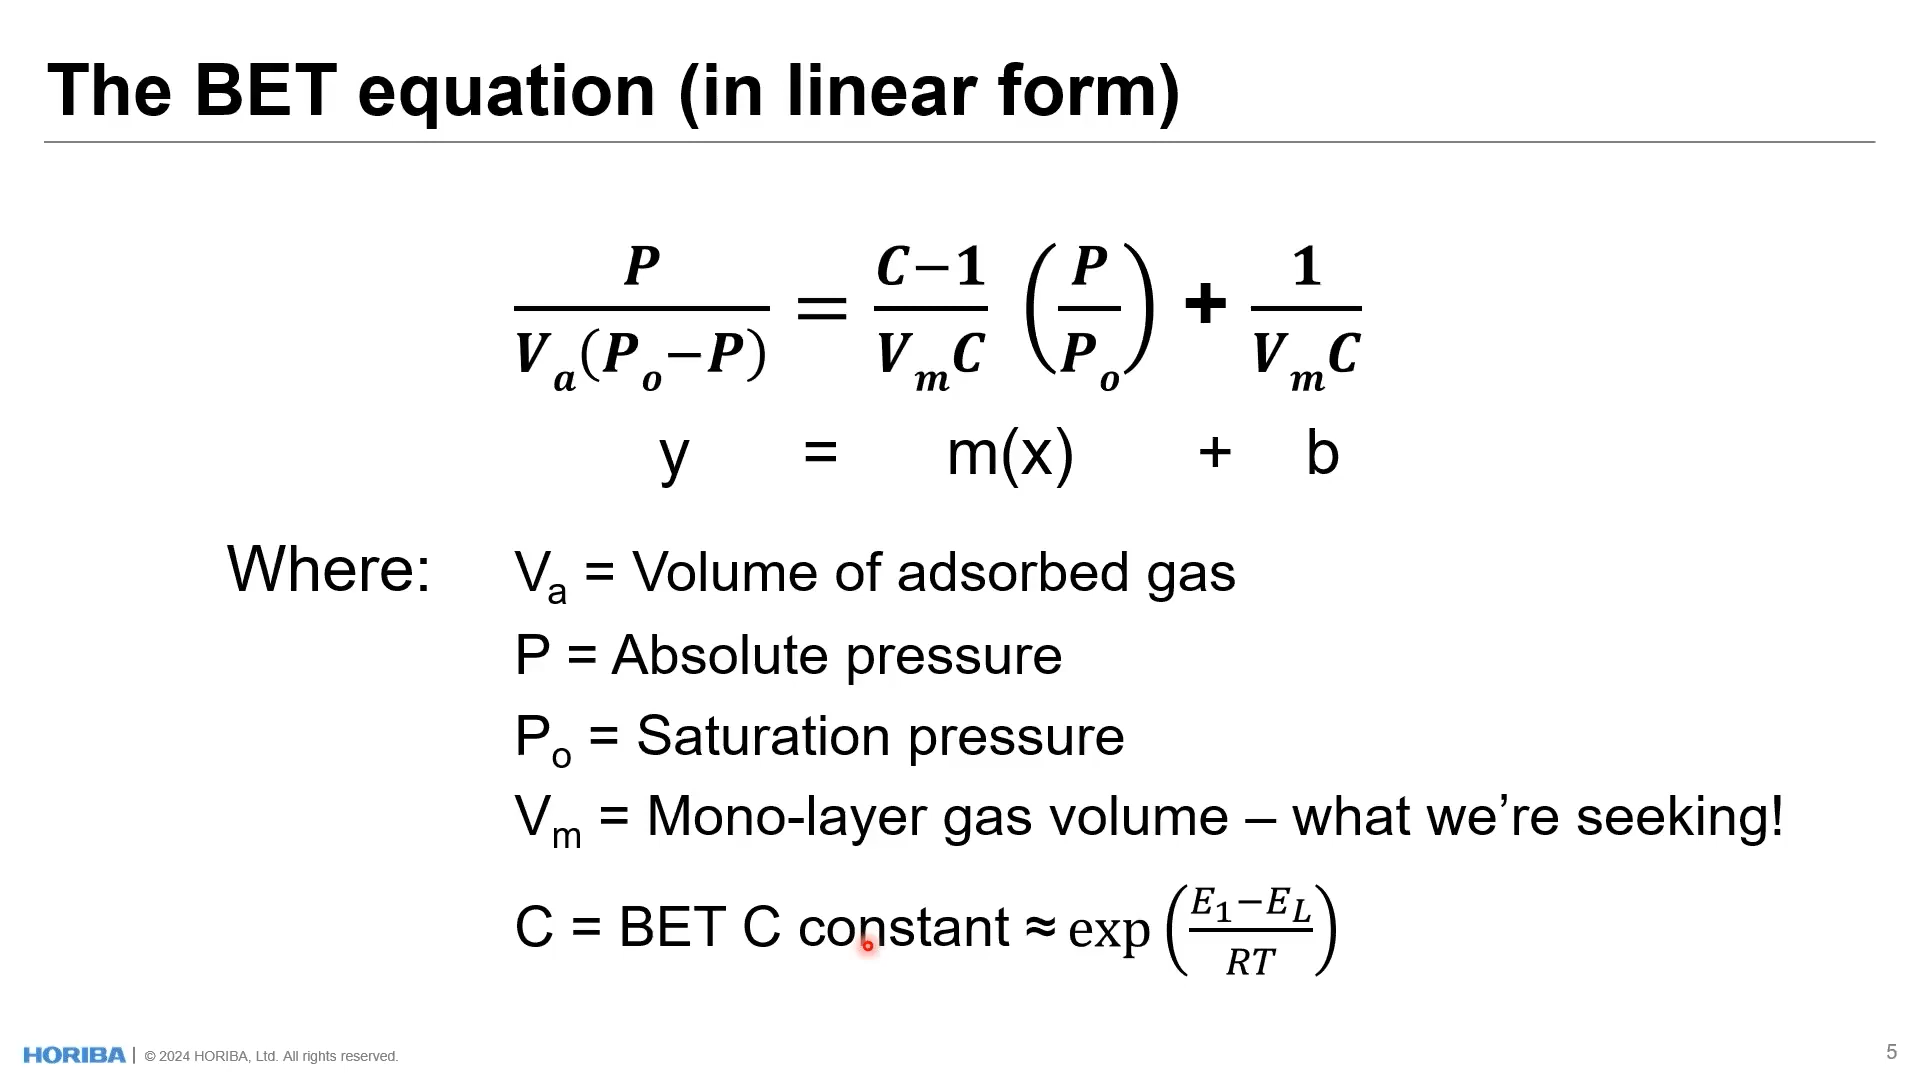 The BET equation (in linear form)
P / Vₐ(Pₒ−P) = C−1 / VₘC (P / Pₒ) + 1 / VₘC
y = m(x) + b
Where: Vₐ = Volume of adsorbed gas
P = Absolute pressure
Pₒ = Saturation pressure
Vₘ = Mono-layer gas volume – what we’re seeking!
C = BET C constant ≈ exp (E₁−E_L / RT)
HORIBA | © 2024 HORIBA, Ltd. All rights reserved. 5